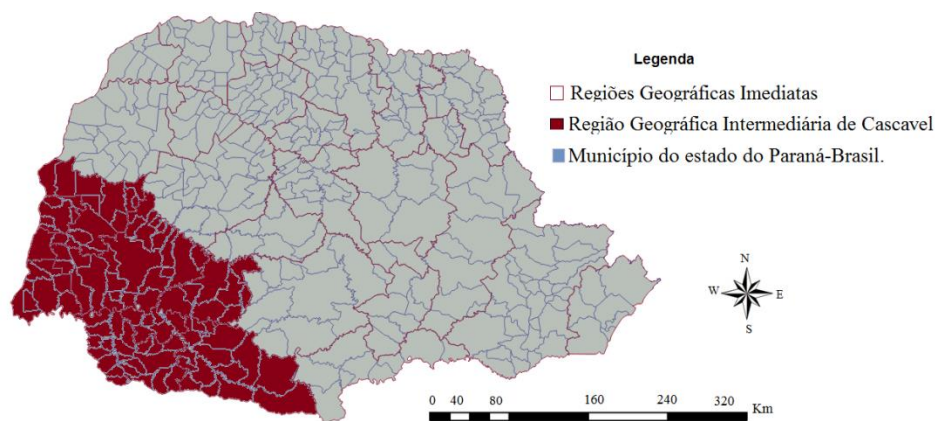 Legenda
Regiões Geográficas Imediatas
Região Geográfica Intermediária de Cascavel
Município do estado do Paraná-Brasil.
N
W E
S
0 40 80 160 240 320 Km